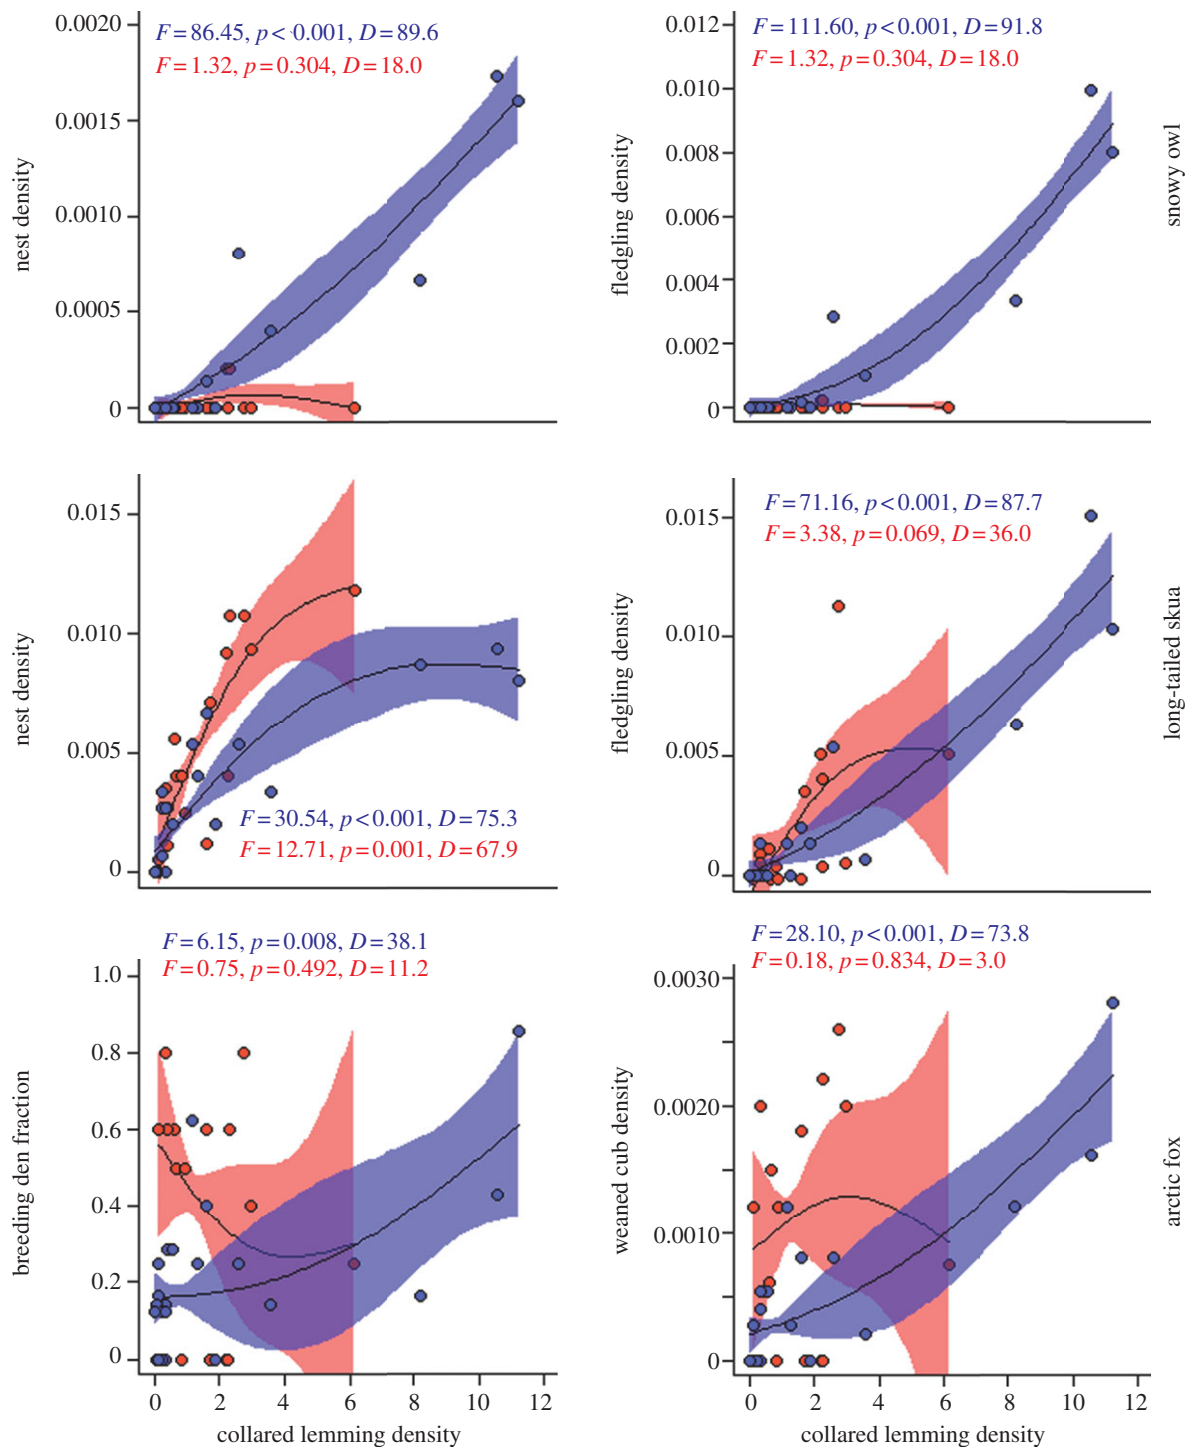 F=86.45, p<0.001, D=89.6
F=1.32, p=0.304, D=18.0
0.0020
0.0015
0.0010
0.0005
0
nest density
F=111.60, p<0.001, D=91.8
F=1.32, p=0.304, D=18.0
0.012
0.010
0.008
0.006
0.004
0.002
0
fledgling density
snowy owl
0.015
0.010
0.005
0
nest density
F=30.54, p<0.001, D=75.3
F=12.71, p=0.001, D=67.9
F=71.16, p<0.001, D=87.7
F=3.38, p=0.069, D=36.0
0.015
0.010
0.005
0
fledgling density
long-tailed skua
F=6.15, p=0.008, D=38.1
F=0.75, p=0.492, D=11.2
1.0
0.8
0.6
0.4
0.2
0
breeding den fraction
0 2 4 6 8 10 12
collared lemming density
F=28.10, p<0.001, D=73.8
F=0.18, p=0.834, D=3.0
0.0030
0.0020
0.0010
0
weaned cub density
arctic fox
0 2 4 6 8 10 12
collared lemming density